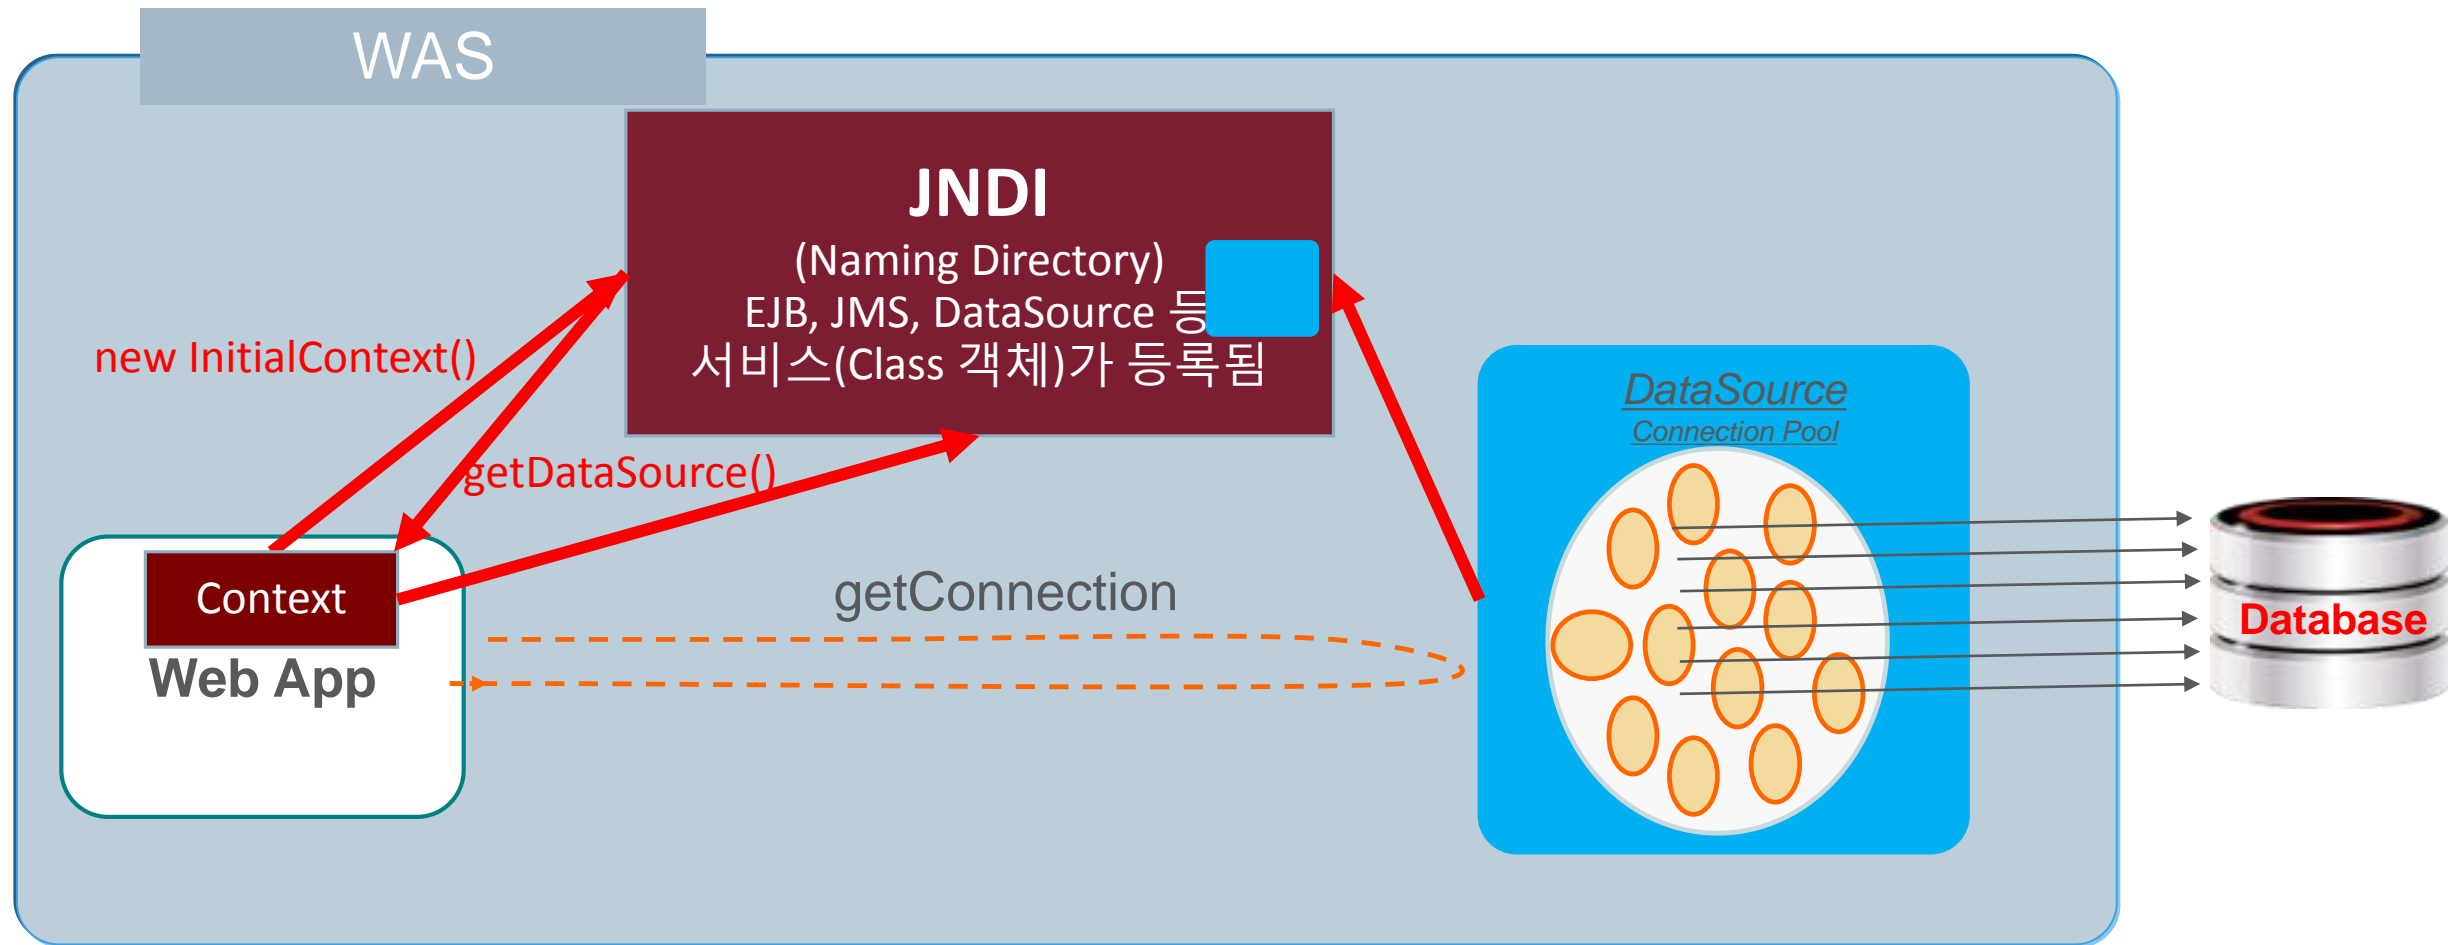 WAS
JNDI
(Naming Directory)
EJB, JMS, DataSource 등
서비스(Class 객체)가 등록됨
new InitialContext()
getDataSource()
DataSource
Connection Pool
Context
Web App
getConnection
Database